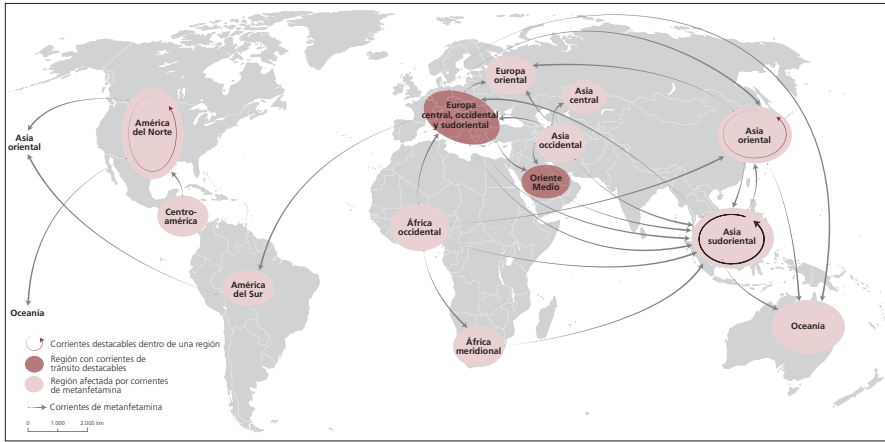 Asia
oriental
América
del Norte
Centro-
américa
América
del Sur
Oceanía
Europa
oriental
Europa
central, occidental
y sudoriental
Asia
central
Asia
occidental
Oriente
Medio
África
occidental
África
meridional
Asia
oriental
Asia
sudoriental
Oceanía
Corrientes destacables dentro de una región
Región con corrientes de
tránsito destacables
Región afectada por corrientes
de metanfetamina
Corrientes de metanfetamina
0 1.000 2.000 km